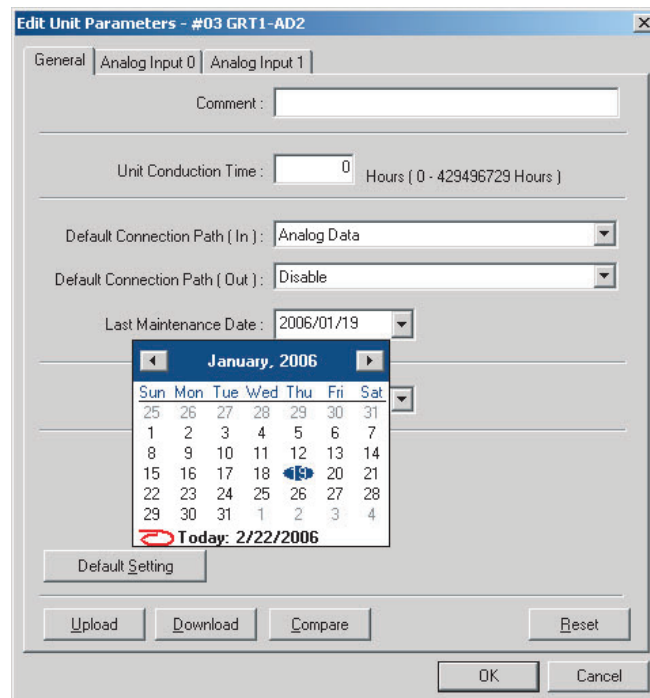 Edit Unit Parameters - #03 GRT1-AD2
General Analog Input 0 Analog Input 1
Comment :
Unit Conduction Time : 0 Hours ( 0 - 429496729 Hours )
Default Connection Path ( In ) : Analog Data
Default Connection Path ( Out ) : Disable
Last Maintenance Date : 2006/01/19
January, 2006
Sun Mon Tue Wed Thu Fri Sat
25 26 27 28 29 30 31
1 2 3 4 5 6 7
8 9 10 11 12 13 14
15 16 17 18 19 20 21
22 23 24 25 26 27 28
29 30 31 1 2 3 4
Today: 2/22/2006
Default Setting
Upload Download Compare Reset
OK Cancel